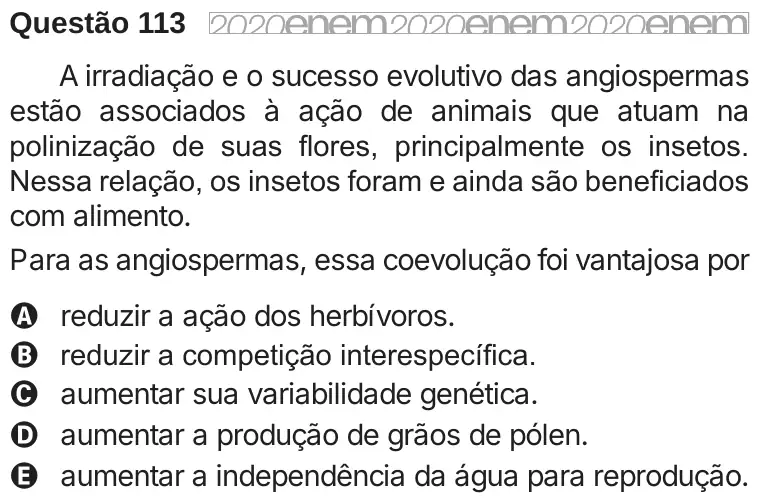 Questão 113 2020enem2020enem2020enem
A irradiação e o sucesso evolutivo das angiospermas
estão associados à ação de animais que atuam na
polinização de suas flores, principalmente os insetos.
Nessa relação, os insetos foram e ainda são beneficiados
com alimento.
Para as angiospermas, essa coevolução foi vantajosa por
A reduzir a ação dos herbívoros.
B reduzir a competição interespecífica.
C aumentar sua variabilidade genética.
D aumentar a produção de grãos de pólen.
E aumentar a independência da água para reprodução.